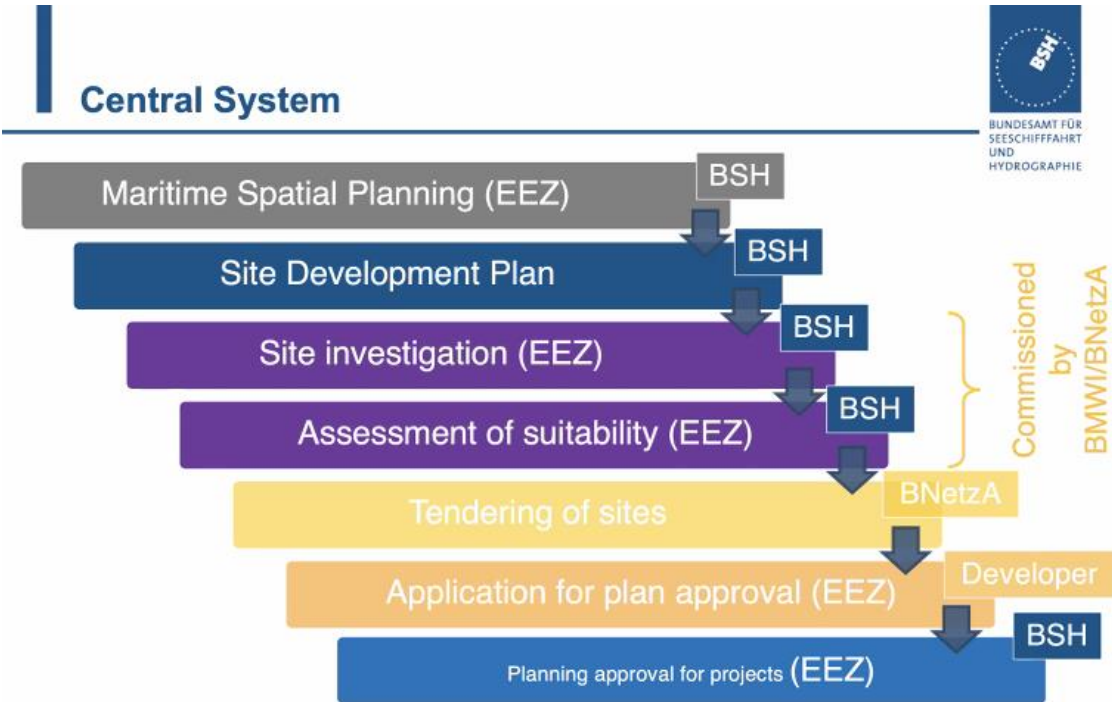 Central System
BSH
BUNDESAMT FÜR
SEESCHIFFFAHRT
UND
HYDROGRAPHIE
Maritime Spatial Planning (EEZ)
BSH
Site Development Plan
BSH
Site investigation (EEZ)
BSH
Assessment of suitability (EEZ)
BSH
Commissioned
by
BMWI/BNetzA
Tendering of sites
BNetzA
Application for plan approval (EEZ)
Developer
Planning approval for projects (EEZ)
BSH